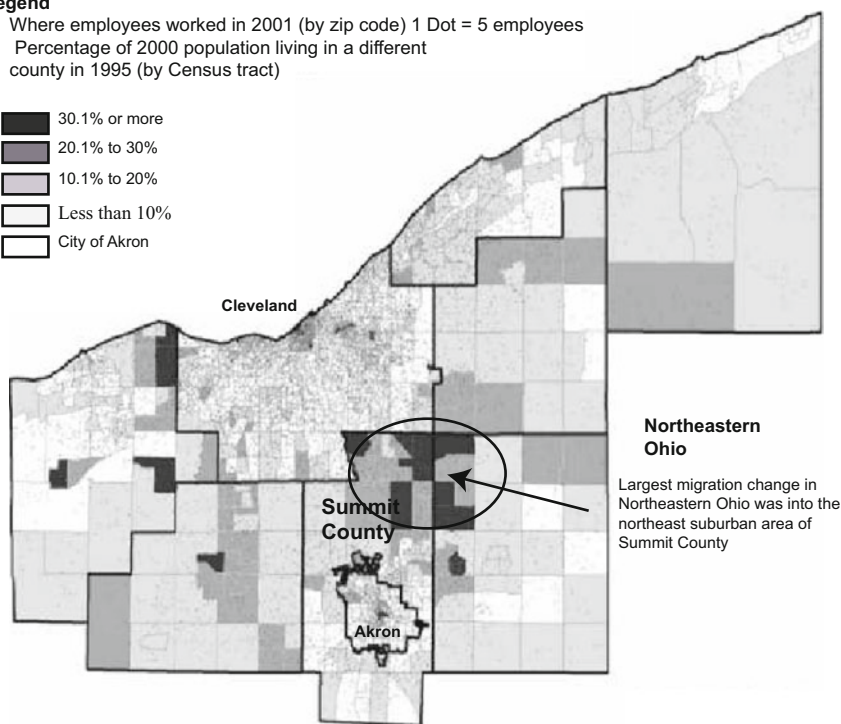 egend
Where employees worked in 2001 (by zip code) 1 Dot = 5 employees
Percentage of 2000 population living in a different
county in 1995 (by Census tract)
30.1% or more
20.1% to 30%
10.1% to 20%
Less than 10%
City of Akron
Cleveland
Northeastern
Ohio
Largest migration change in
Northeastern Ohio was into the
northeast suburban area of
Summit County
Summit
County
Akron